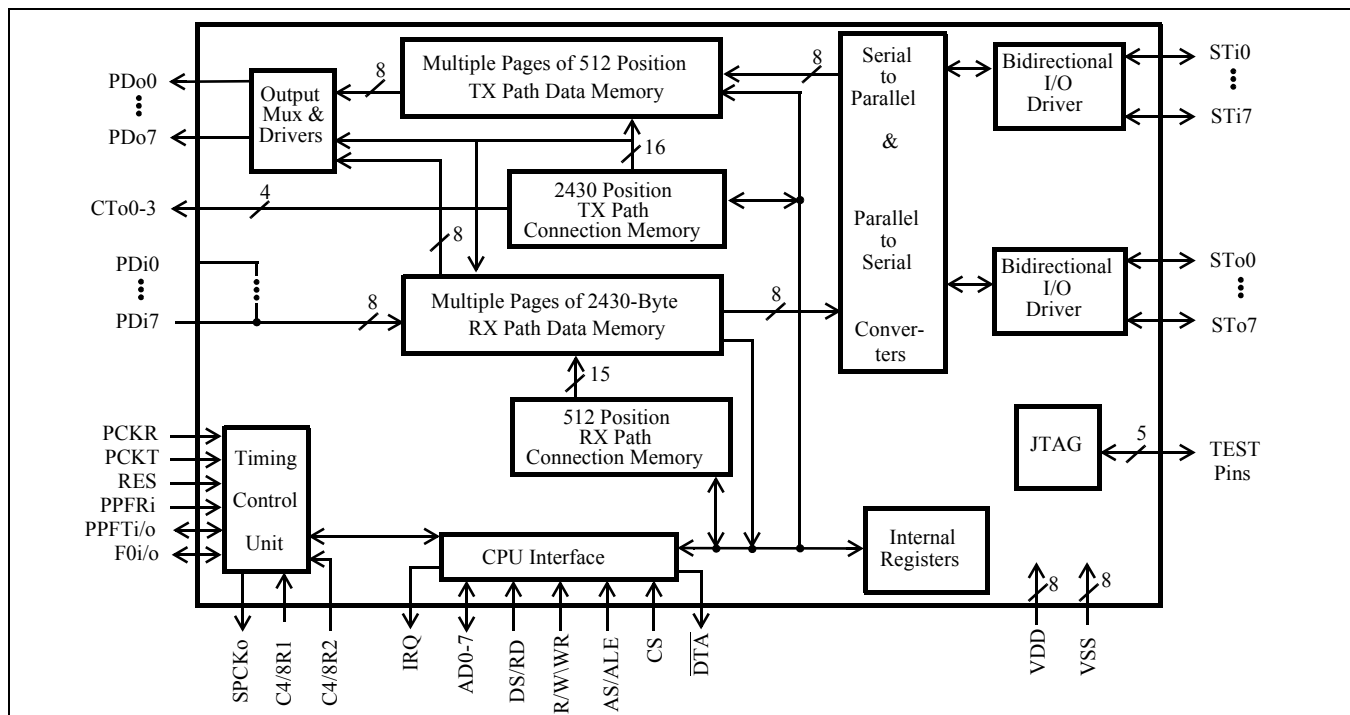 PDo0
PDo7
CTo0-3
PDi0
PDi7
PCKR
PCKT
RES
PPFRi
PPFTi/o
F0i/o
Output
Mux &
Drivers
8
Multiple Pages of 512 Position
TX Path Data Memory
8
16
4
2430 Position
TX Path
Connection Memory
8
8
Multiple Pages of 2430-Byte
RX Path Data Memory
8
15
512 Position
RX Path
Connection Memory
Serial
to
Parallel
&
Parallel
to
Serial
Conver-
ters
Bidirectional
I/O
Driver
STi0
STi7
Bidirectional
I/O
Driver
STo0
STo7
JTAG
5
TEST
Pins
Timing
Control
Unit
CPU Interface
Internal
Registers
8
8
SPCKo
C4/8R1
C4/8R2
IRQ
AD0-7
DS/RD
R/W\WR
AS/ALE
CS
DTA
VDD
VSS